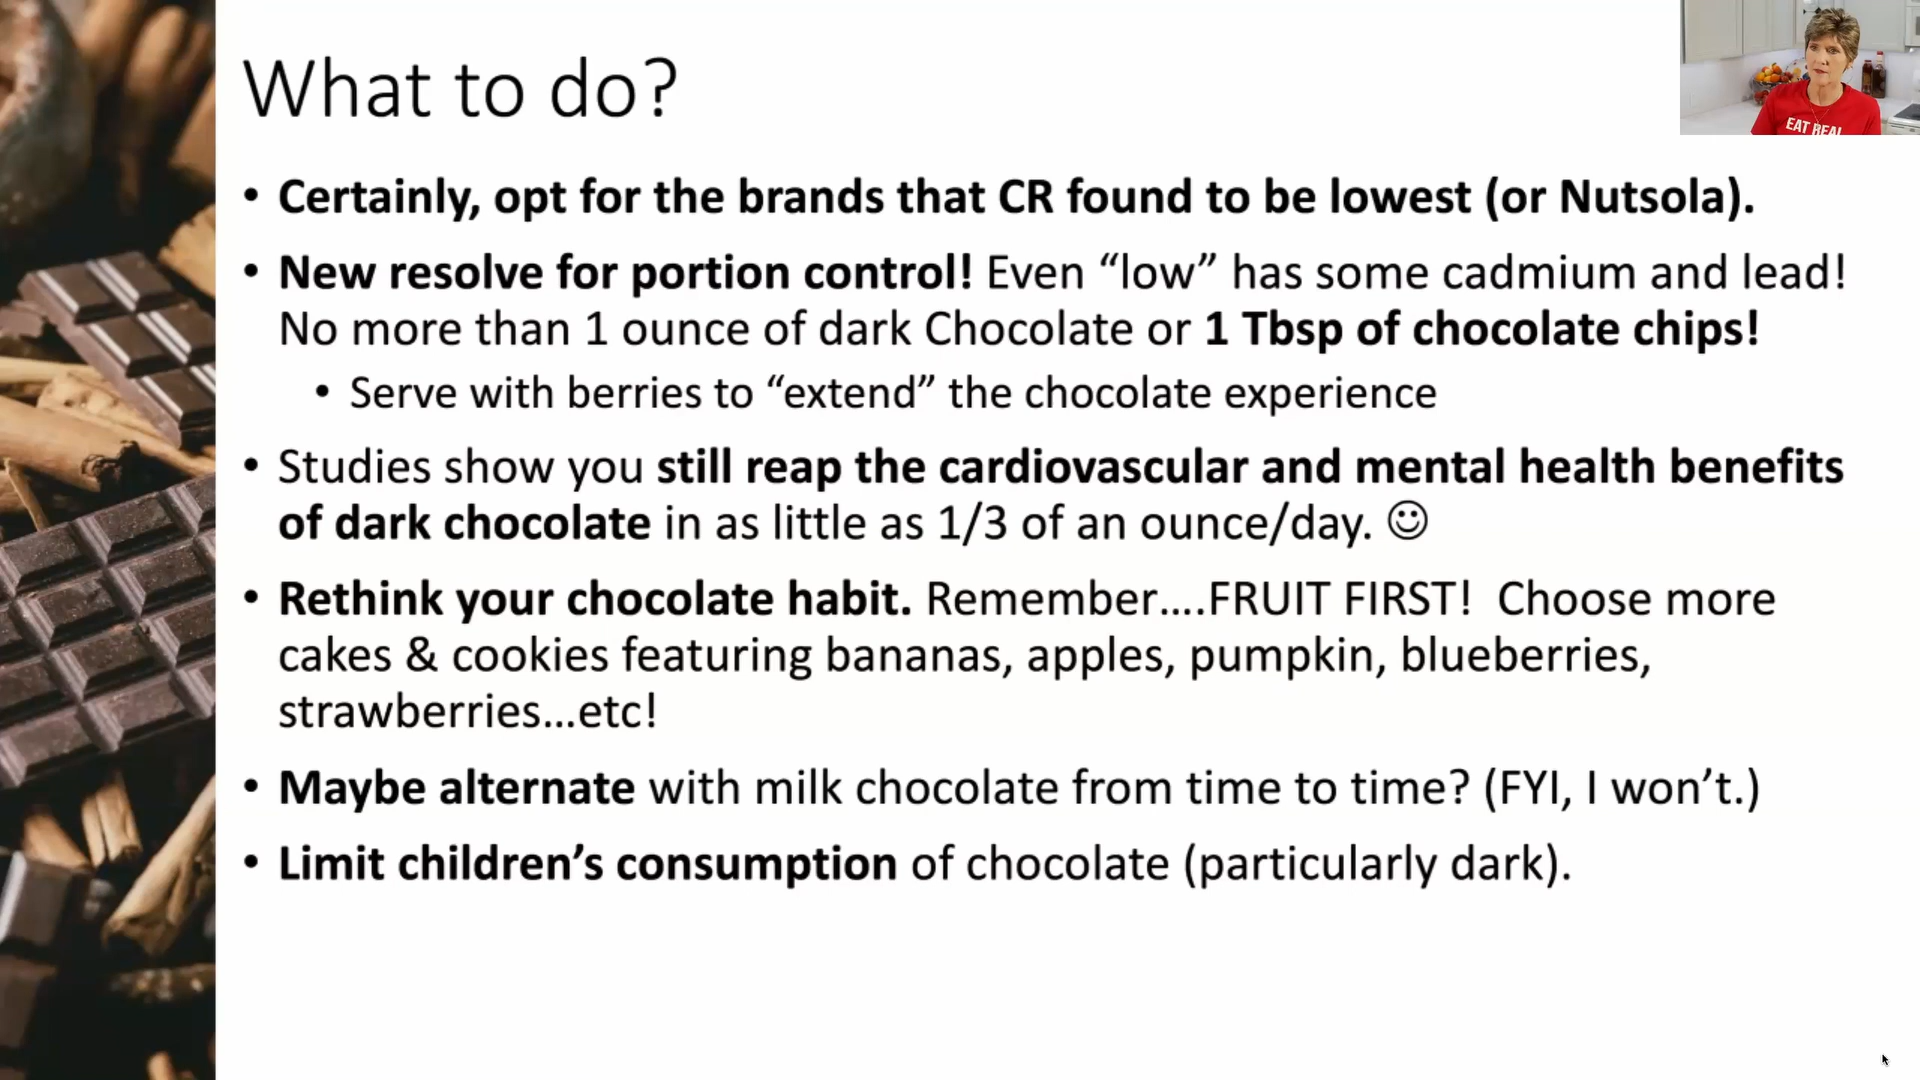 What to do?
EAT REAL
• Certainly, opt for the brands that CR found to be lowest (or Nutsola).
• New resolve for portion control! Even “low” has some cadmium and lead!
No more than 1 ounce of dark Chocolate or 1 Tbsp of chocolate chips!
• Serve with berries to “extend” the chocolate experience
• Studies show you still reap the cardiovascular and mental health benefits
of dark chocolate in as little as 1/3 of an ounce/day. ☺
• Rethink your chocolate habit. Remember....FRUIT FIRST!  Choose more
cakes & cookies featuring bananas, apples, pumpkin, blueberries,
strawberries...etc!
• Maybe alternate with milk chocolate from time to time? (FYI, I won’t.)
• Limit children’s consumption of chocolate (particularly dark).